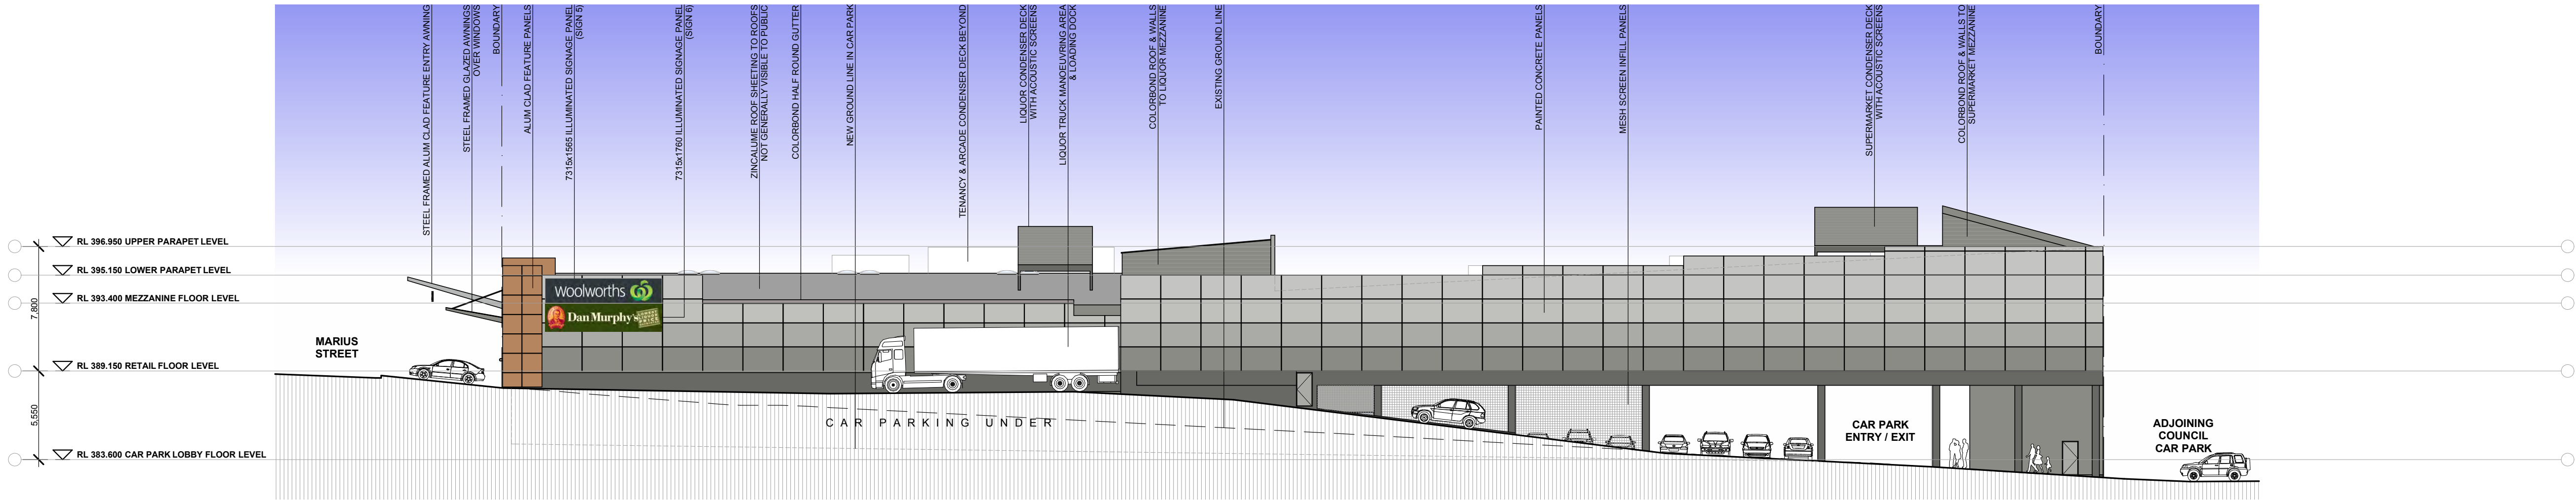 STEEL FRAMED ALUM CLAD FEATURE ENTRY AWNING
STEEL FRAMED GLAZED AWNINGS
OVER WINDOWS
BOUNDARY
ALUM CLAD FEATURE PANELS
7315x1565 ILLUMINATED SIGNAGE PANEL
(SIGN 5)
7315x1760 ILLUMINATED SIGNAGE PANEL
(SIGN 6)
ZINCALUME ROOF SHEETING TO ROOFS
NOT GENERALLY VISIBLE TO PUBLIC
COLORBOND HALF ROUND GUTTER
NEW GROUND LINE IN CAR PARK
TENANCY & ARCADE CONDENSER DECK BEYOND
LIQUOR CONDENSER DECK
WITH ACOUSTIC SCREENS
LIQUOR TRUCK MANOEUVRING AREA
& LOADING DOCK
COLORBOND ROOF & WALLS
TO LIQUOR MEZZANINE
EXISTING GROUND LINE
PAINTED CONCRETE PANELS
MESH SCREEN INFILL PANELS
SUPERMARKET CONDENSER DECK
WITH ACOUSTIC SCREENS
COLORBOND ROOF & WALLS TO
SUPERMARKET MEZZANINE
BOUNDARY
RL 396.950 UPPER PARAPET LEVEL
RL 395.150 LOWER PARAPET LEVEL
RL 393.400 MEZZANINE FLOOR LEVEL
7,800
RL 389.150 RETAIL FLOOR LEVEL
5,550
RL 383.600 CAR PARK LOBBY FLOOR LEVEL
MARIUS
STREET
Woolworths
Dan Murphy's
CAR PARKING UNDER
CAR PARK
ENTRY / EXIT
ADJOINING
COUNCIL
CAR PARK